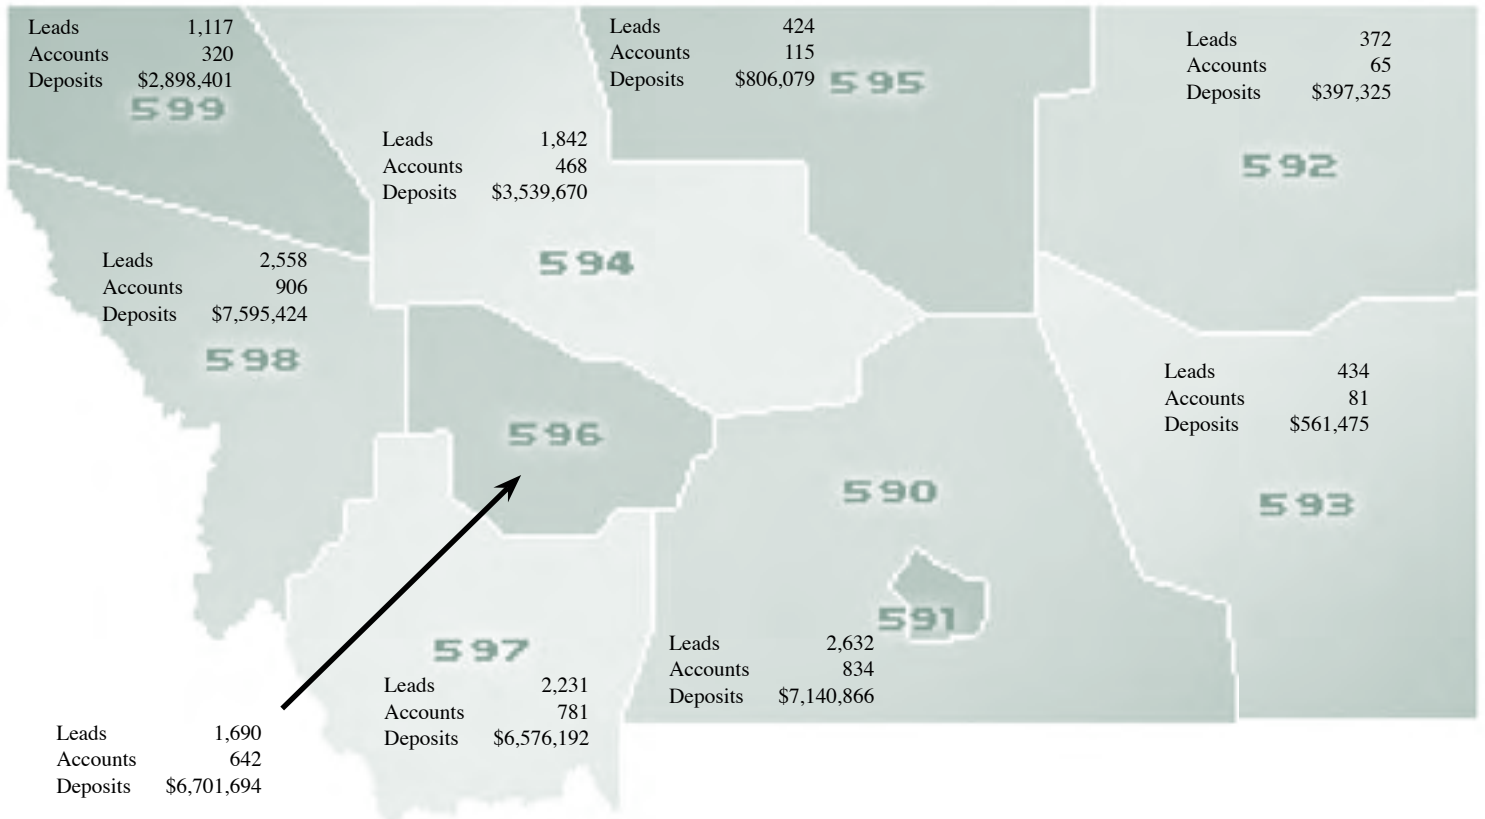 Leads 1,117
Accounts 320
Deposits $2,898,401
599
Leads 424
Accounts 115
Deposits $806,079
595
Leads 372
Accounts 65
Deposits $397,325
592
Leads 1,842
Accounts 468
Deposits $3,539,670
594
Leads 2,558
Accounts 906
Deposits $7,595,424
598
Leads 434
Accounts 81
Deposits $561,475
593
596
590
591
Leads 2,632
Accounts 834
Deposits $7,140,866
597
Leads 2,231
Accounts 781
Deposits $6,576,192
Leads 1,690
Accounts 642
Deposits $6,701,694